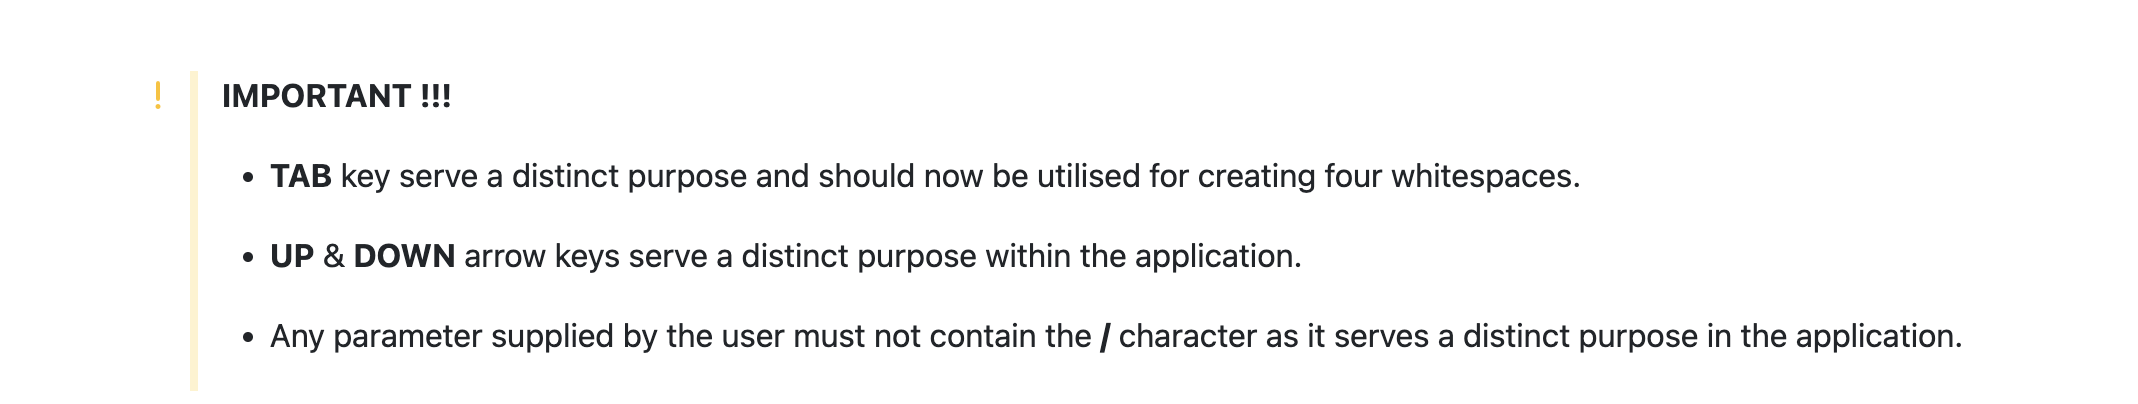 IMPORTANT !!!
• TAB key serve a distinct purpose and should now be utilised for creating four whitespaces.
• UP & DOWN arrow keys serve a distinct purpose within the application.
• Any parameter supplied by the user must not contain the / character as it serves a distinct purpose in the application.